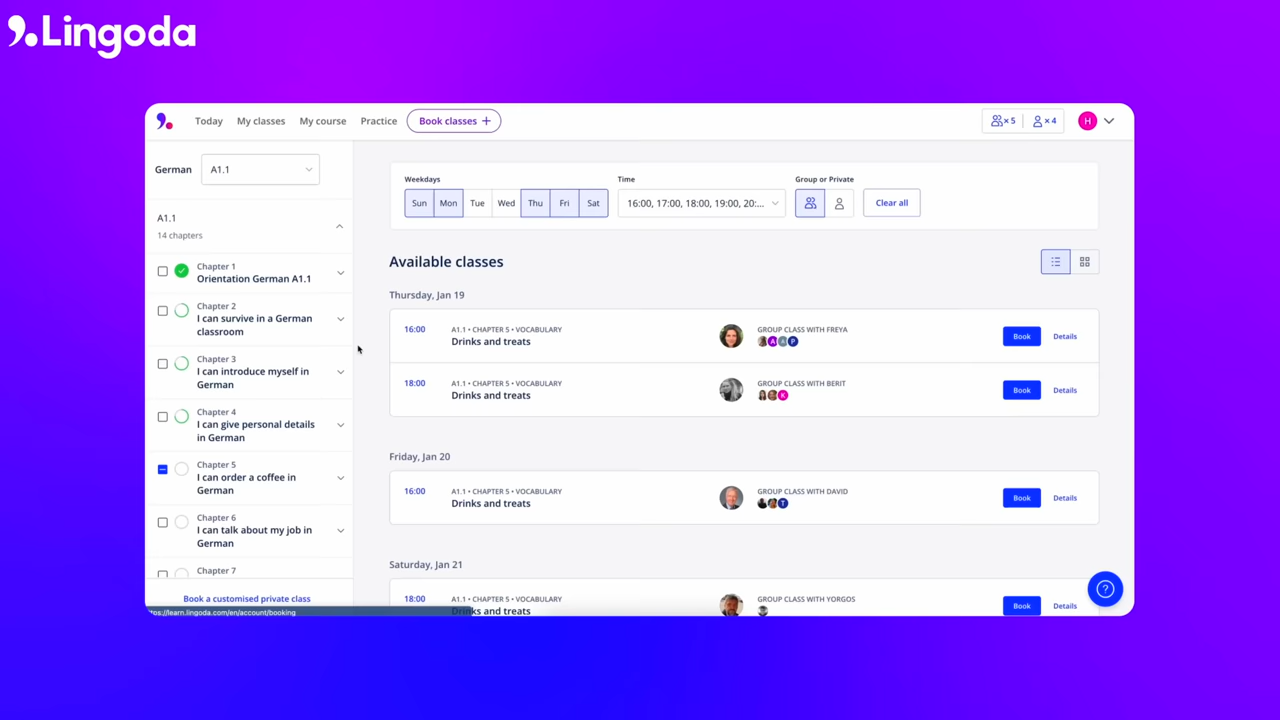 Lingoda
Today My classes My course Practice Book classes +
×5 ×4 H
German A1.1
A1.1
14 chapters
Chapter 1
Orientation German A1.1
Chapter 2
I can survive in a German
classroom
Chapter 3
I can introduce myself in
German
Chapter 4
I can give personal details
in German
Chapter 5
I can order a coffee in
German
Chapter 6
I can talk about my job in
German
Chapter 7
Book a customised private class
ttps://learn.lingoda.com/en/account/booking
Weekdays Time Group or Private
Sun Mon Tue Wed Thu Fri Sat 16:00, 17:00, 18:00, 19:00, 20:... Clear all
Available classes
Thursday, Jan 19
16:00 A1.1 • CHAPTER 5 • VOCABULARY GROUP CLASS WITH FREYA
Drinks and treats A A P Book Details
18:00 A1.1 • CHAPTER 5 • VOCABULARY GROUP CLASS WITH BERIT
Drinks and treats K Book Details
Friday, Jan 20
16:00 A1.1 • CHAPTER 5 • VOCABULARY GROUP CLASS WITH DAVID
Drinks and treats T Book Details
Saturday, Jan 21
18:00 A1.1 • CHAPTER 5 • VOCABULARY GROUP CLASS WITH YORGOS
Drinks and treats Book Details
?